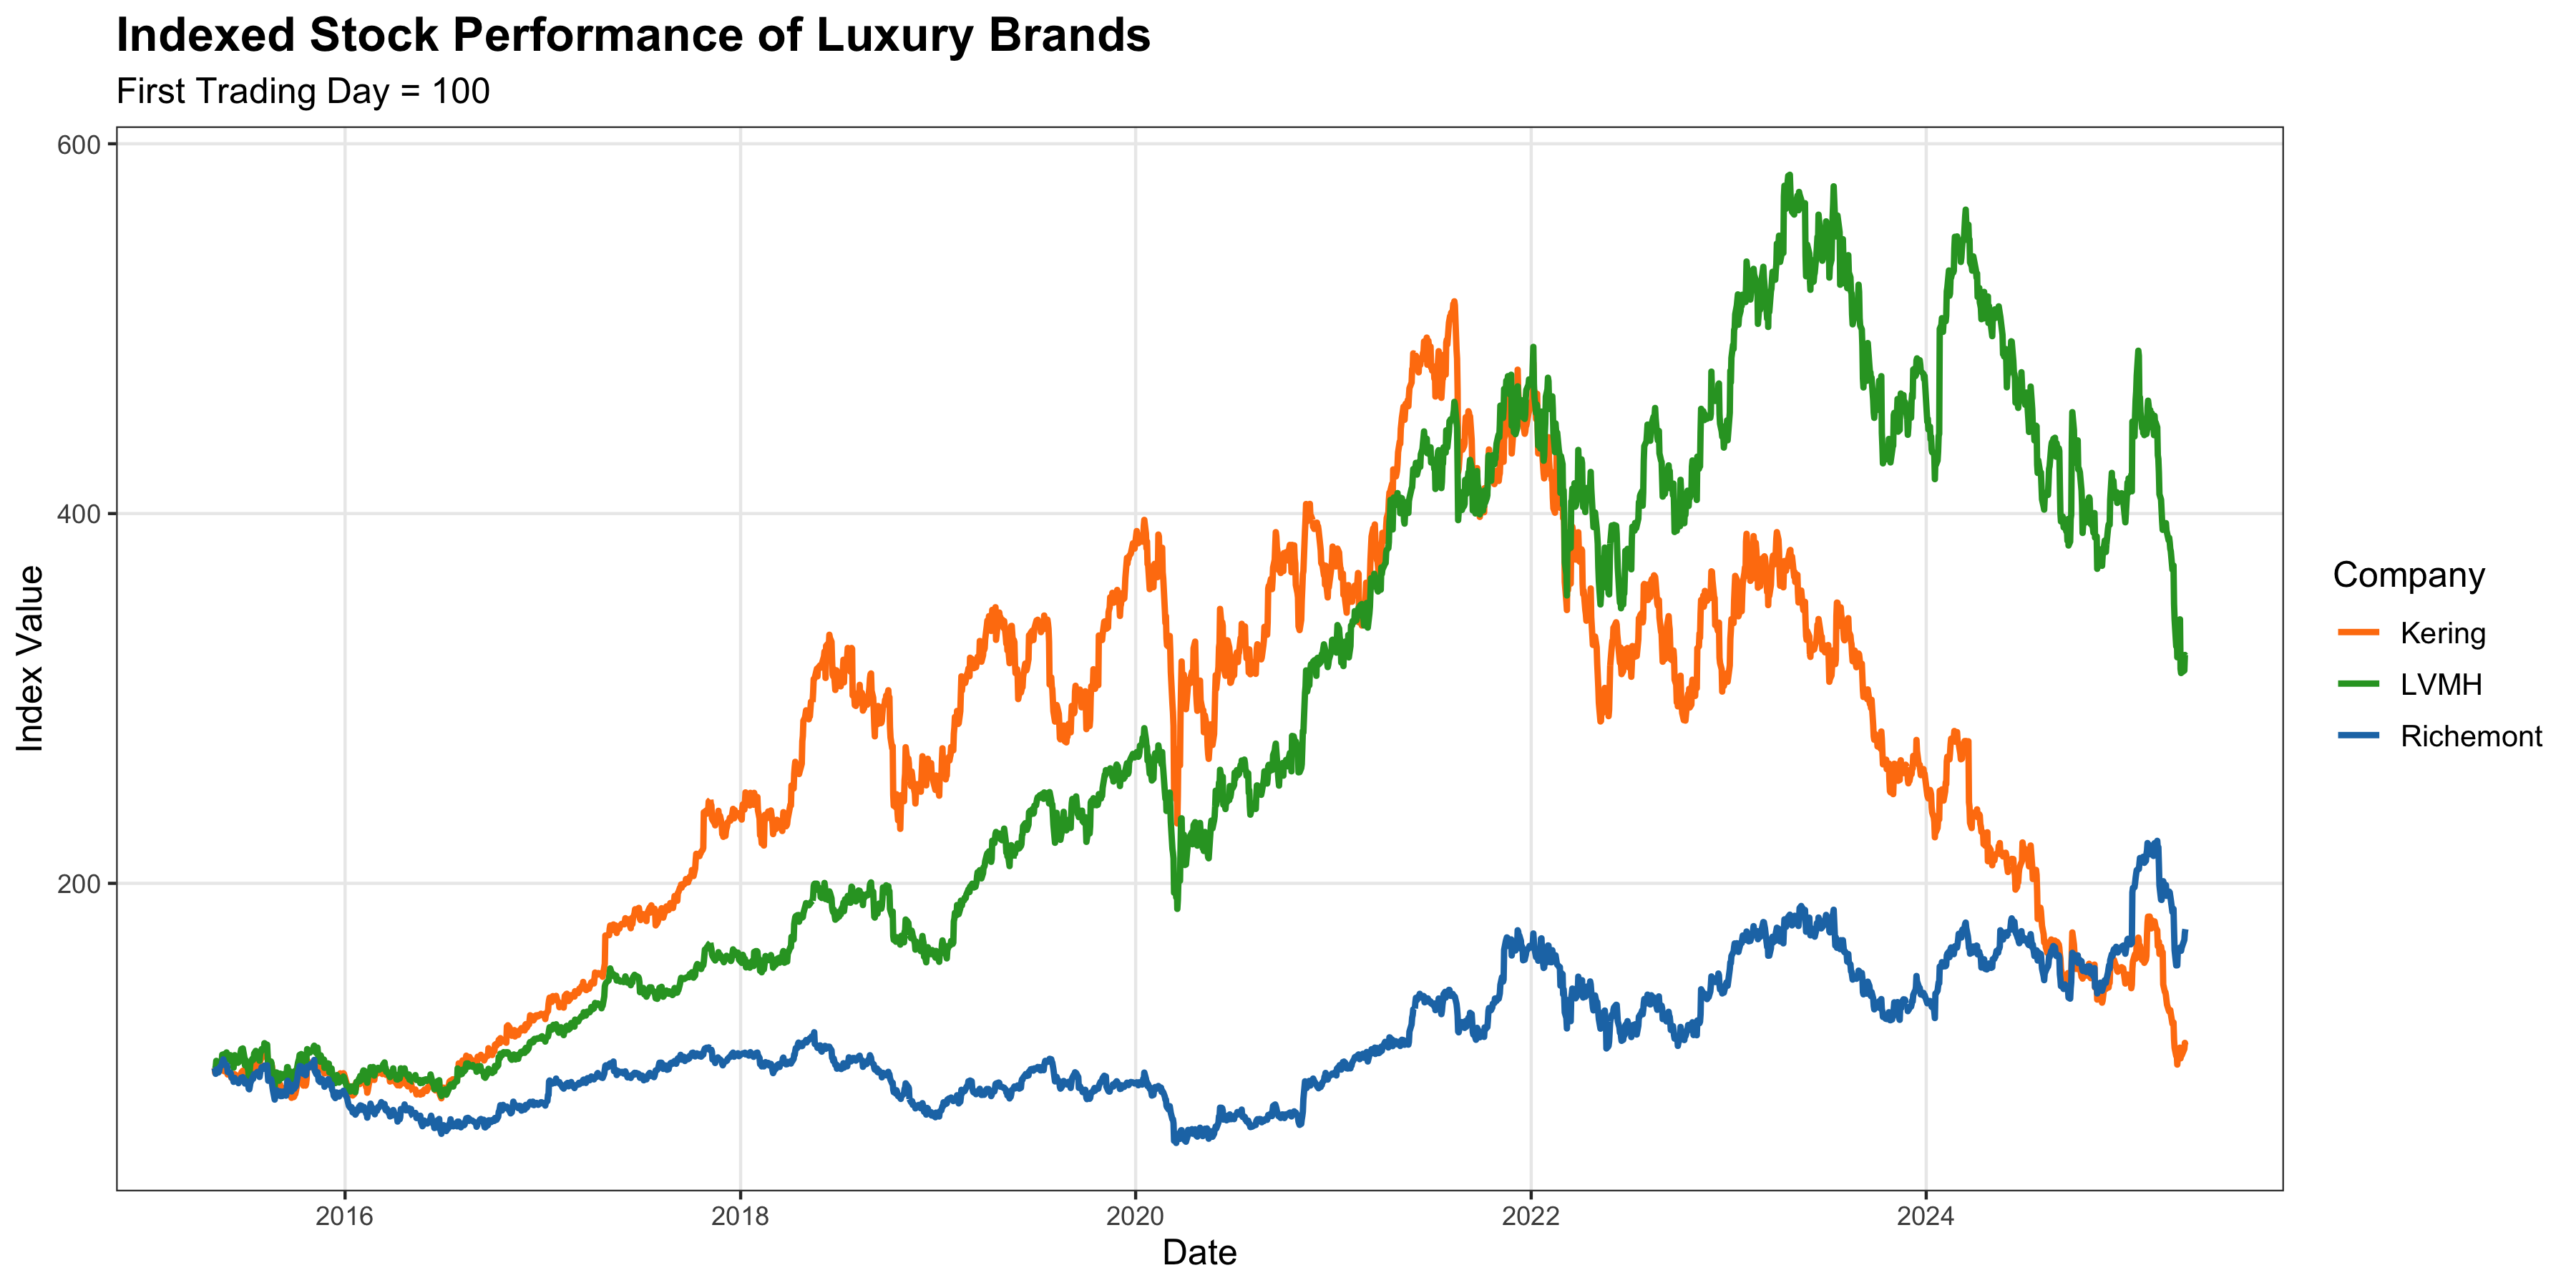 Indexed Stock Performance of Luxury Brands
First Trading Day = 100
600
400
200
Index Value
2016
2018
2020
2022
2024
Date
Company
Kering
LVMH
Richemont